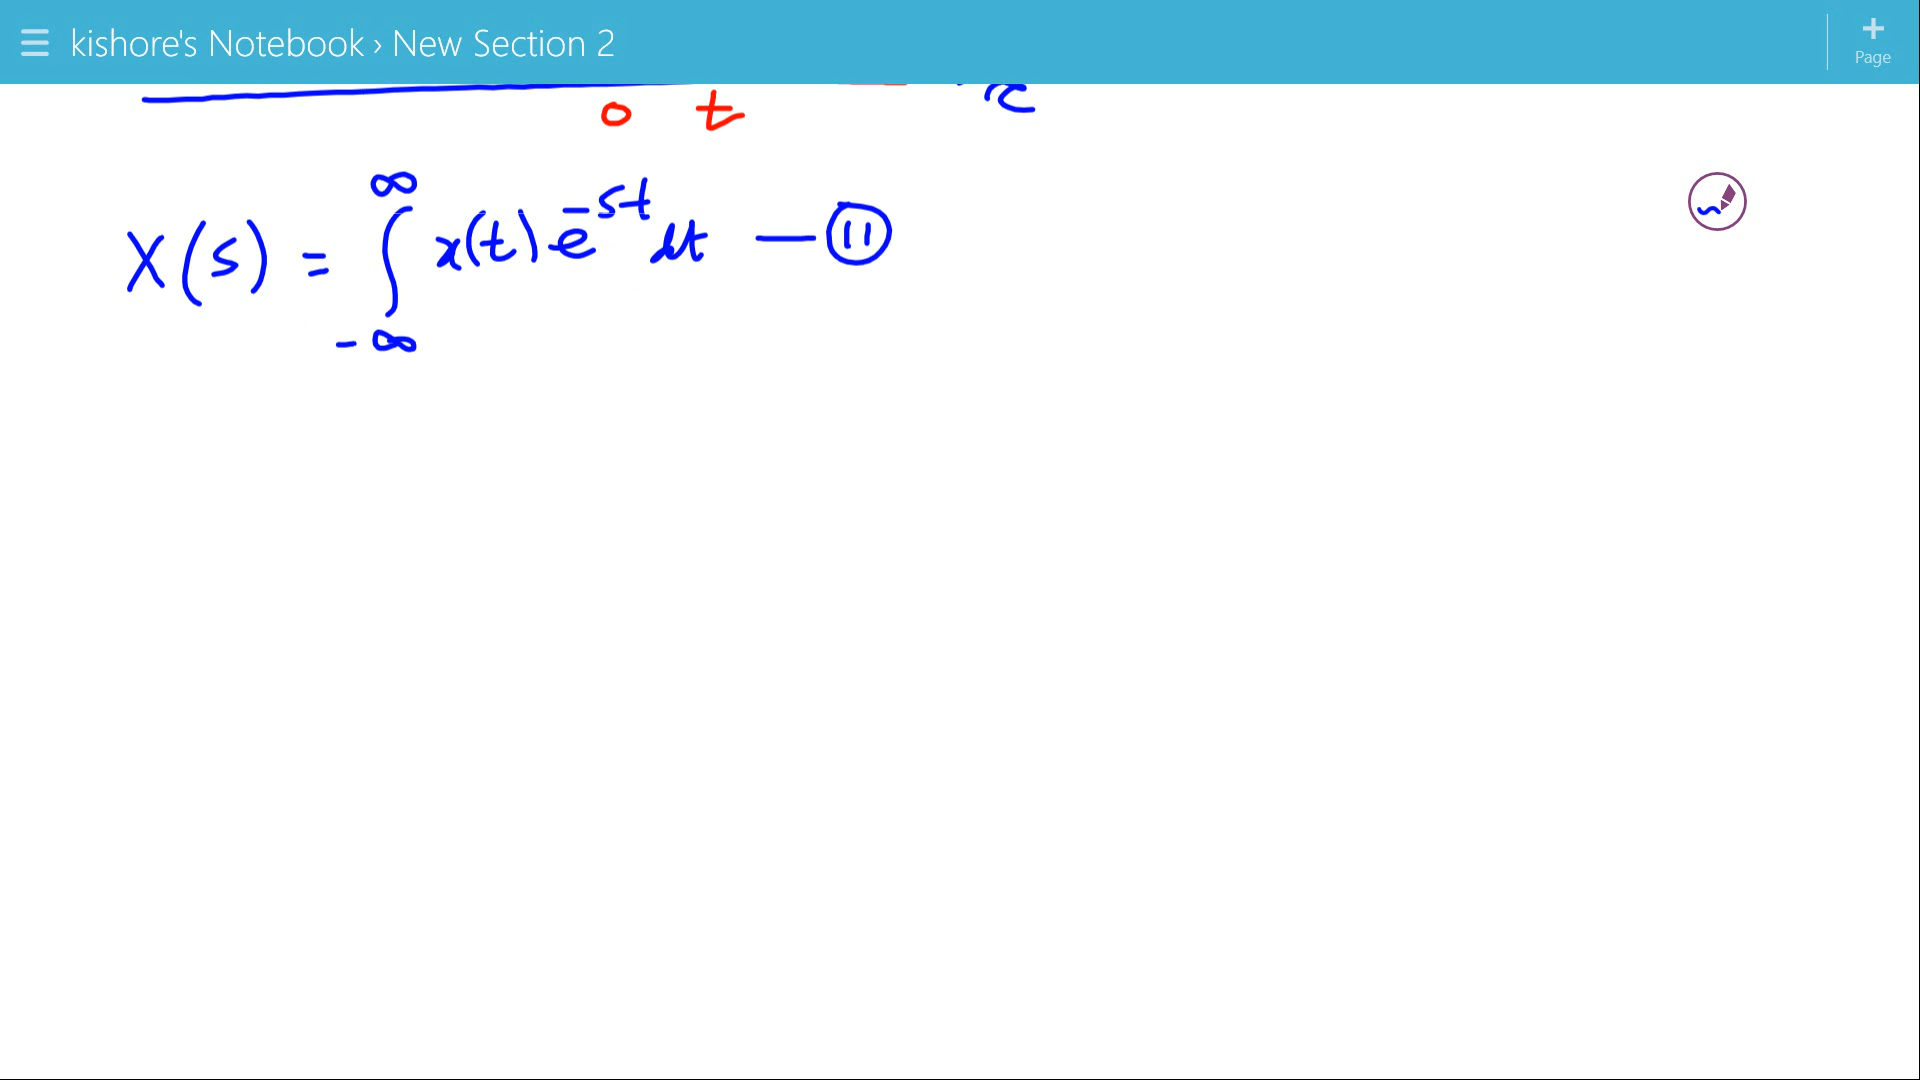 kishore's Notebook › New Section 2
Page
0 t τ
X(s) = ∫_{-∞}^{∞} x(t) e^{-st} dt — ⑪